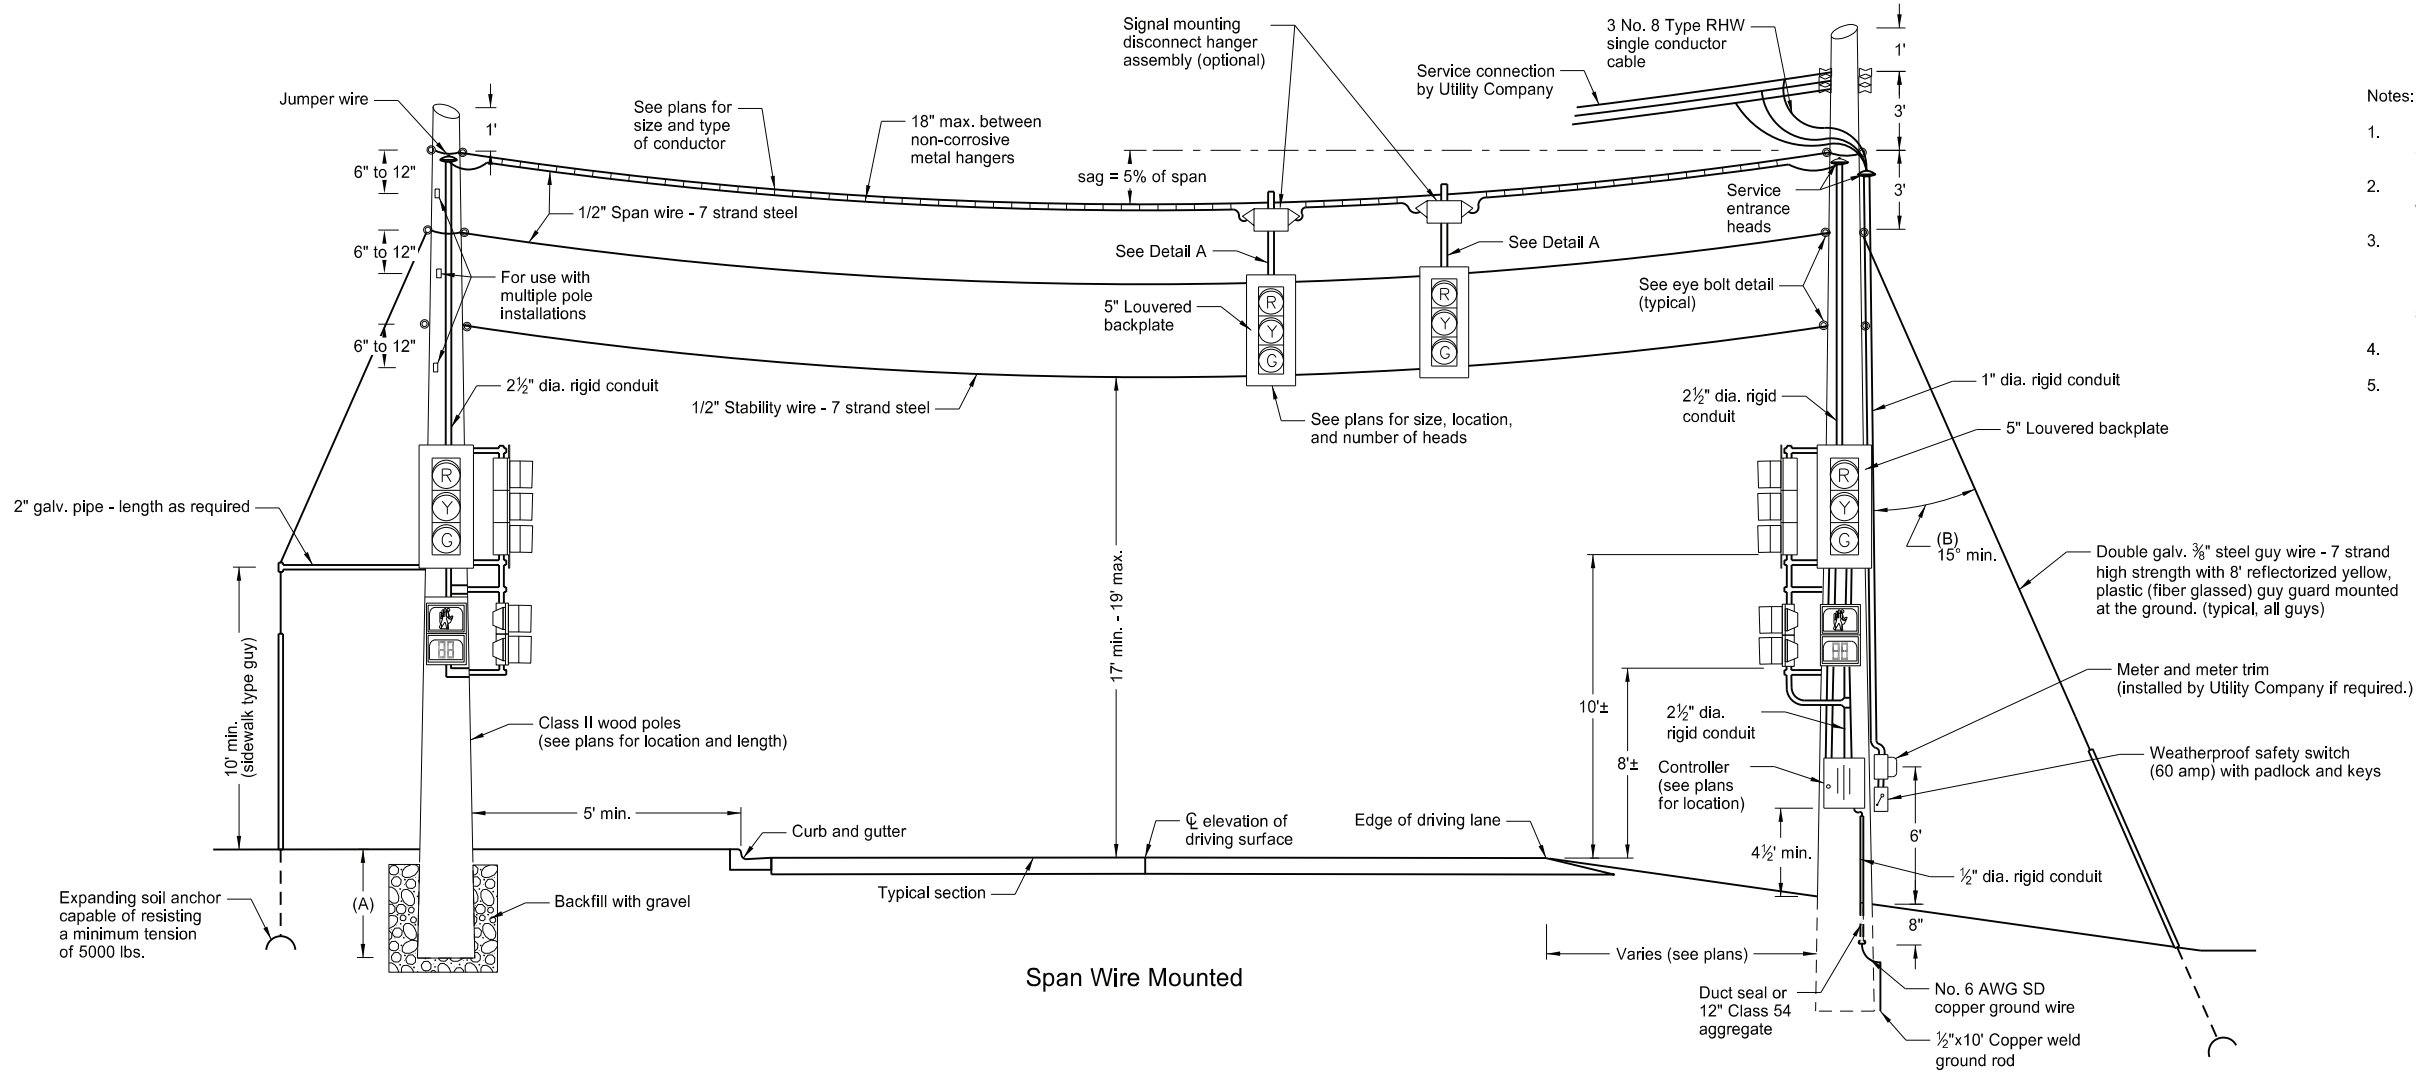 Signal mounting
disconnect hanger
assembly (optional)
3 No. 8 Type RHW
single conductor
cable
1'
Service connection
by Utility Company
Notes:
1.
2.
3.
4.
5.
Jumper wire
See plans for
size and type
of conductor
1'
18" max. between
non-corrosive
metal hangers
3'
6" to 12"
sag = 5% of span
3'
Service
entrance
heads
1/2" Span wire - 7 strand steel
6" to 12"
See Detail A
See Detail A
For use with
multiple pole
installations
See eye bolt detail
(typical)
5" Louvered
backplate
R
Y
G
R
Y
G
6" to 12"
2½" dia. rigid conduit
1/2" Stability wire - 7 strand steel
See plans for size, location,
and number of heads
2½" dia. rigid
conduit
1" dia. rigid conduit
5" Louvered backplate
R
Y
G
R
Y
G
2" galv. pipe - length as required
(B)
15° min.
Double galv. ⅜" steel guy wire - 7 strand
high strength with 8' reflectorized yellow,
plastic (fiber glassed) guy guard mounted
at the ground. (typical, all guys)
17' min. - 19' max.
10' min.
(sidewalk type guy)
88
88
Meter and meter trim
(installed by Utility Company if required.)
10'±
8'±
2½" dia.
rigid conduit
Class II wood poles
(see plans for location and length)
Weatherproof safety switch
(60 amp) with padlock and keys
Controller
(see plans
for location)
5' min.
Curb and gutter
℄ elevation of
driving surface
Edge of driving lane
4½' min.
6'
Typical section
½" dia. rigid conduit
Expanding soil anchor
capable of resisting
a minimum tension
of 5000 lbs.
(A)
Backfill with gravel
8"
Varies (see plans)
Span Wire Mounted
Duct seal or
12" Class 54
aggregate
No. 6 AWG SD
copper ground wire
½"x10' Copper weld
ground rod